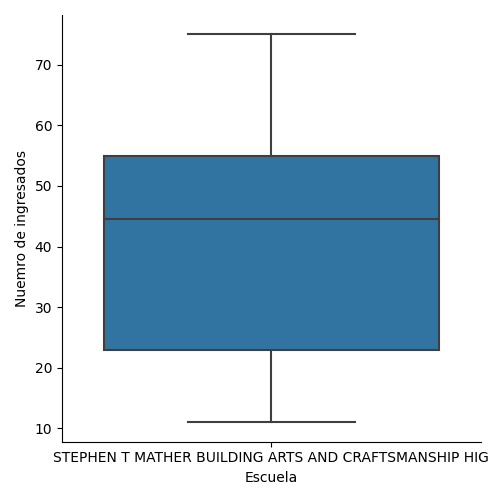 70
60
50
40
30
20
10
Nuemro de ingresados
STEPHEN T MATHER BUILDING ARTS AND CRAFTSMANSHIP HIG
Escuela